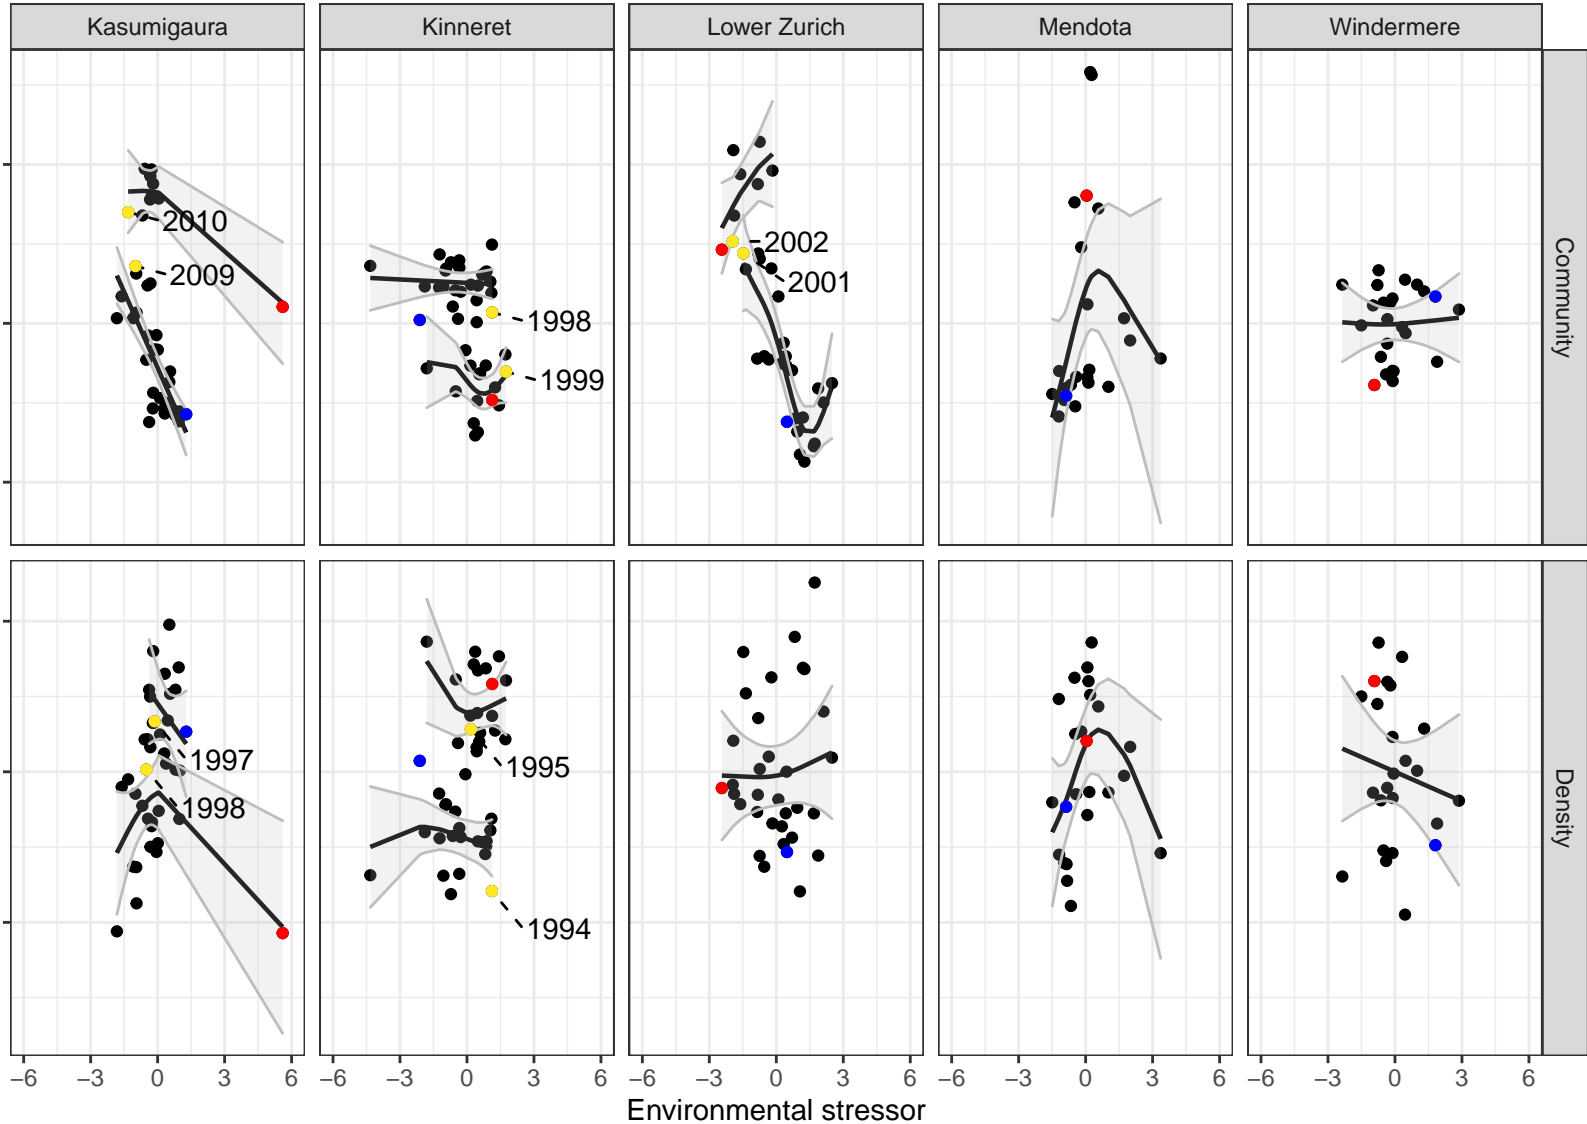 Kasumigaura Kinneret Lower Zurich Mendota Windermere
2010
2009
1998
1999
2002
2001
Community
1997
1998
1995
1994
Density
−6 −3 0 3 6 −6 −3 0 3 6 −6 −3 0 3 6 −6 −3 0 3 6 −6 −3 0 3 6
Environmental stressor